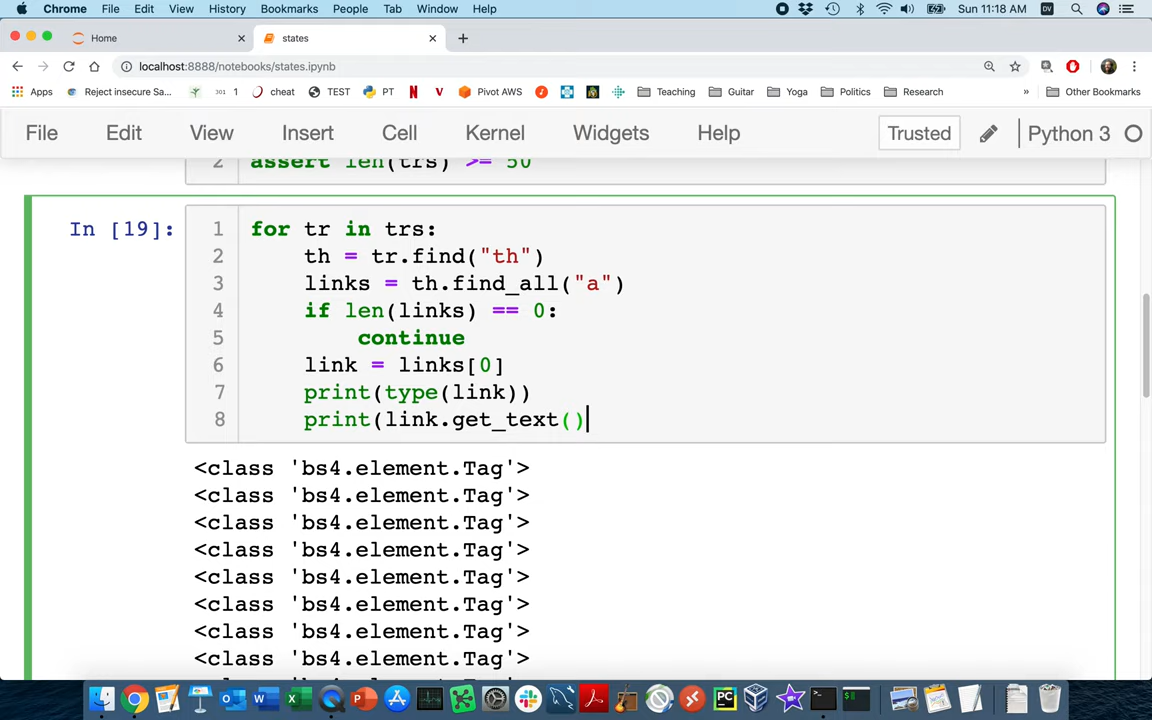 Chrome File Edit View History Bookmarks People Tab Window Help Sun 11:18 AM DV
Home × states × +
localhost:8888/notebooks/states.ipynb
Apps Reject insecure Sa... 301 1 cheat TEST PT N V Pivot AWS Teaching Guitar Yoga Politics Research » Other Bookmarks
File Edit View Insert Cell Kernel Widgets Help Trusted Python 3
2 assert len(trs) >= 50
In [19]: 1 for tr in trs:
2 th = tr.find("th")
3 links = th.find_all("a")
4 if len(links) == 0:
5 continue
6 link = links[0]
7 print(type(link))
8 print(link.get_text()
<class 'bs4.element.Tag'>
<class 'bs4.element.Tag'>
<class 'bs4.element.Tag'>
<class 'bs4.element.Tag'>
<class 'bs4.element.Tag'>
<class 'bs4.element.Tag'>
<class 'bs4.element.Tag'>
<class 'bs4.element.Tag'>